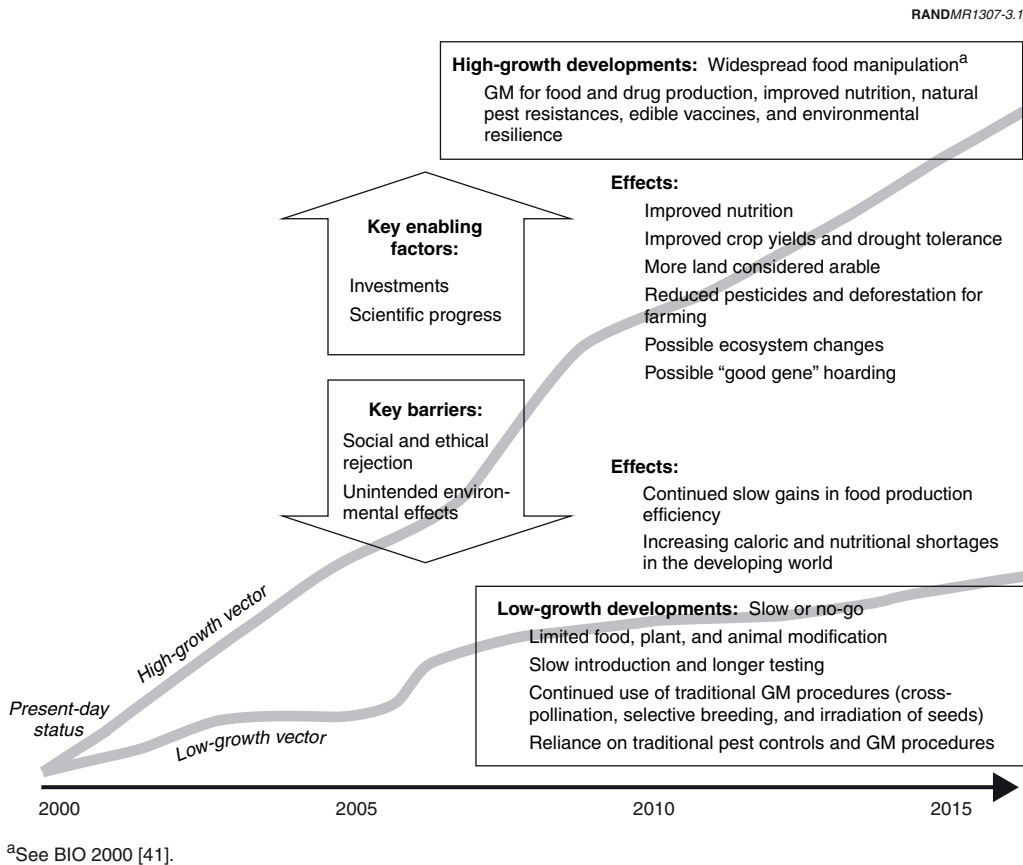 RANDMR1307-3.1
High-growth developments: Widespread food manipulationa
GM for food and drug production, improved nutrition, natural
pest resistances, edible vaccines, and environmental
resilience
Key enabling
factors:
Investments
Scientific progress
Effects:
Improved nutrition
Improved crop yields and drought tolerance
More land considered arable
Reduced pesticides and deforestation for
farming
Possible ecosystem changes
Possible “good gene” hoarding
Key barriers:
Social and ethical
rejection
Unintended environ-
mental effects
Effects:
Continued slow gains in food production
efficiency
Increasing caloric and nutritional shortages
in the developing world
Low-growth developments: Slow or no-go
Limited food, plant, and animal modification
Slow introduction and longer testing
Continued use of traditional GM procedures (cross-
pollination, selective breeding, and irradiation of seeds)
Reliance on traditional pest controls and GM procedures
High-growth vector
Present-day
status
Low-growth vector
2000 2005 2010 2015
aSee BIO 2000 [41].